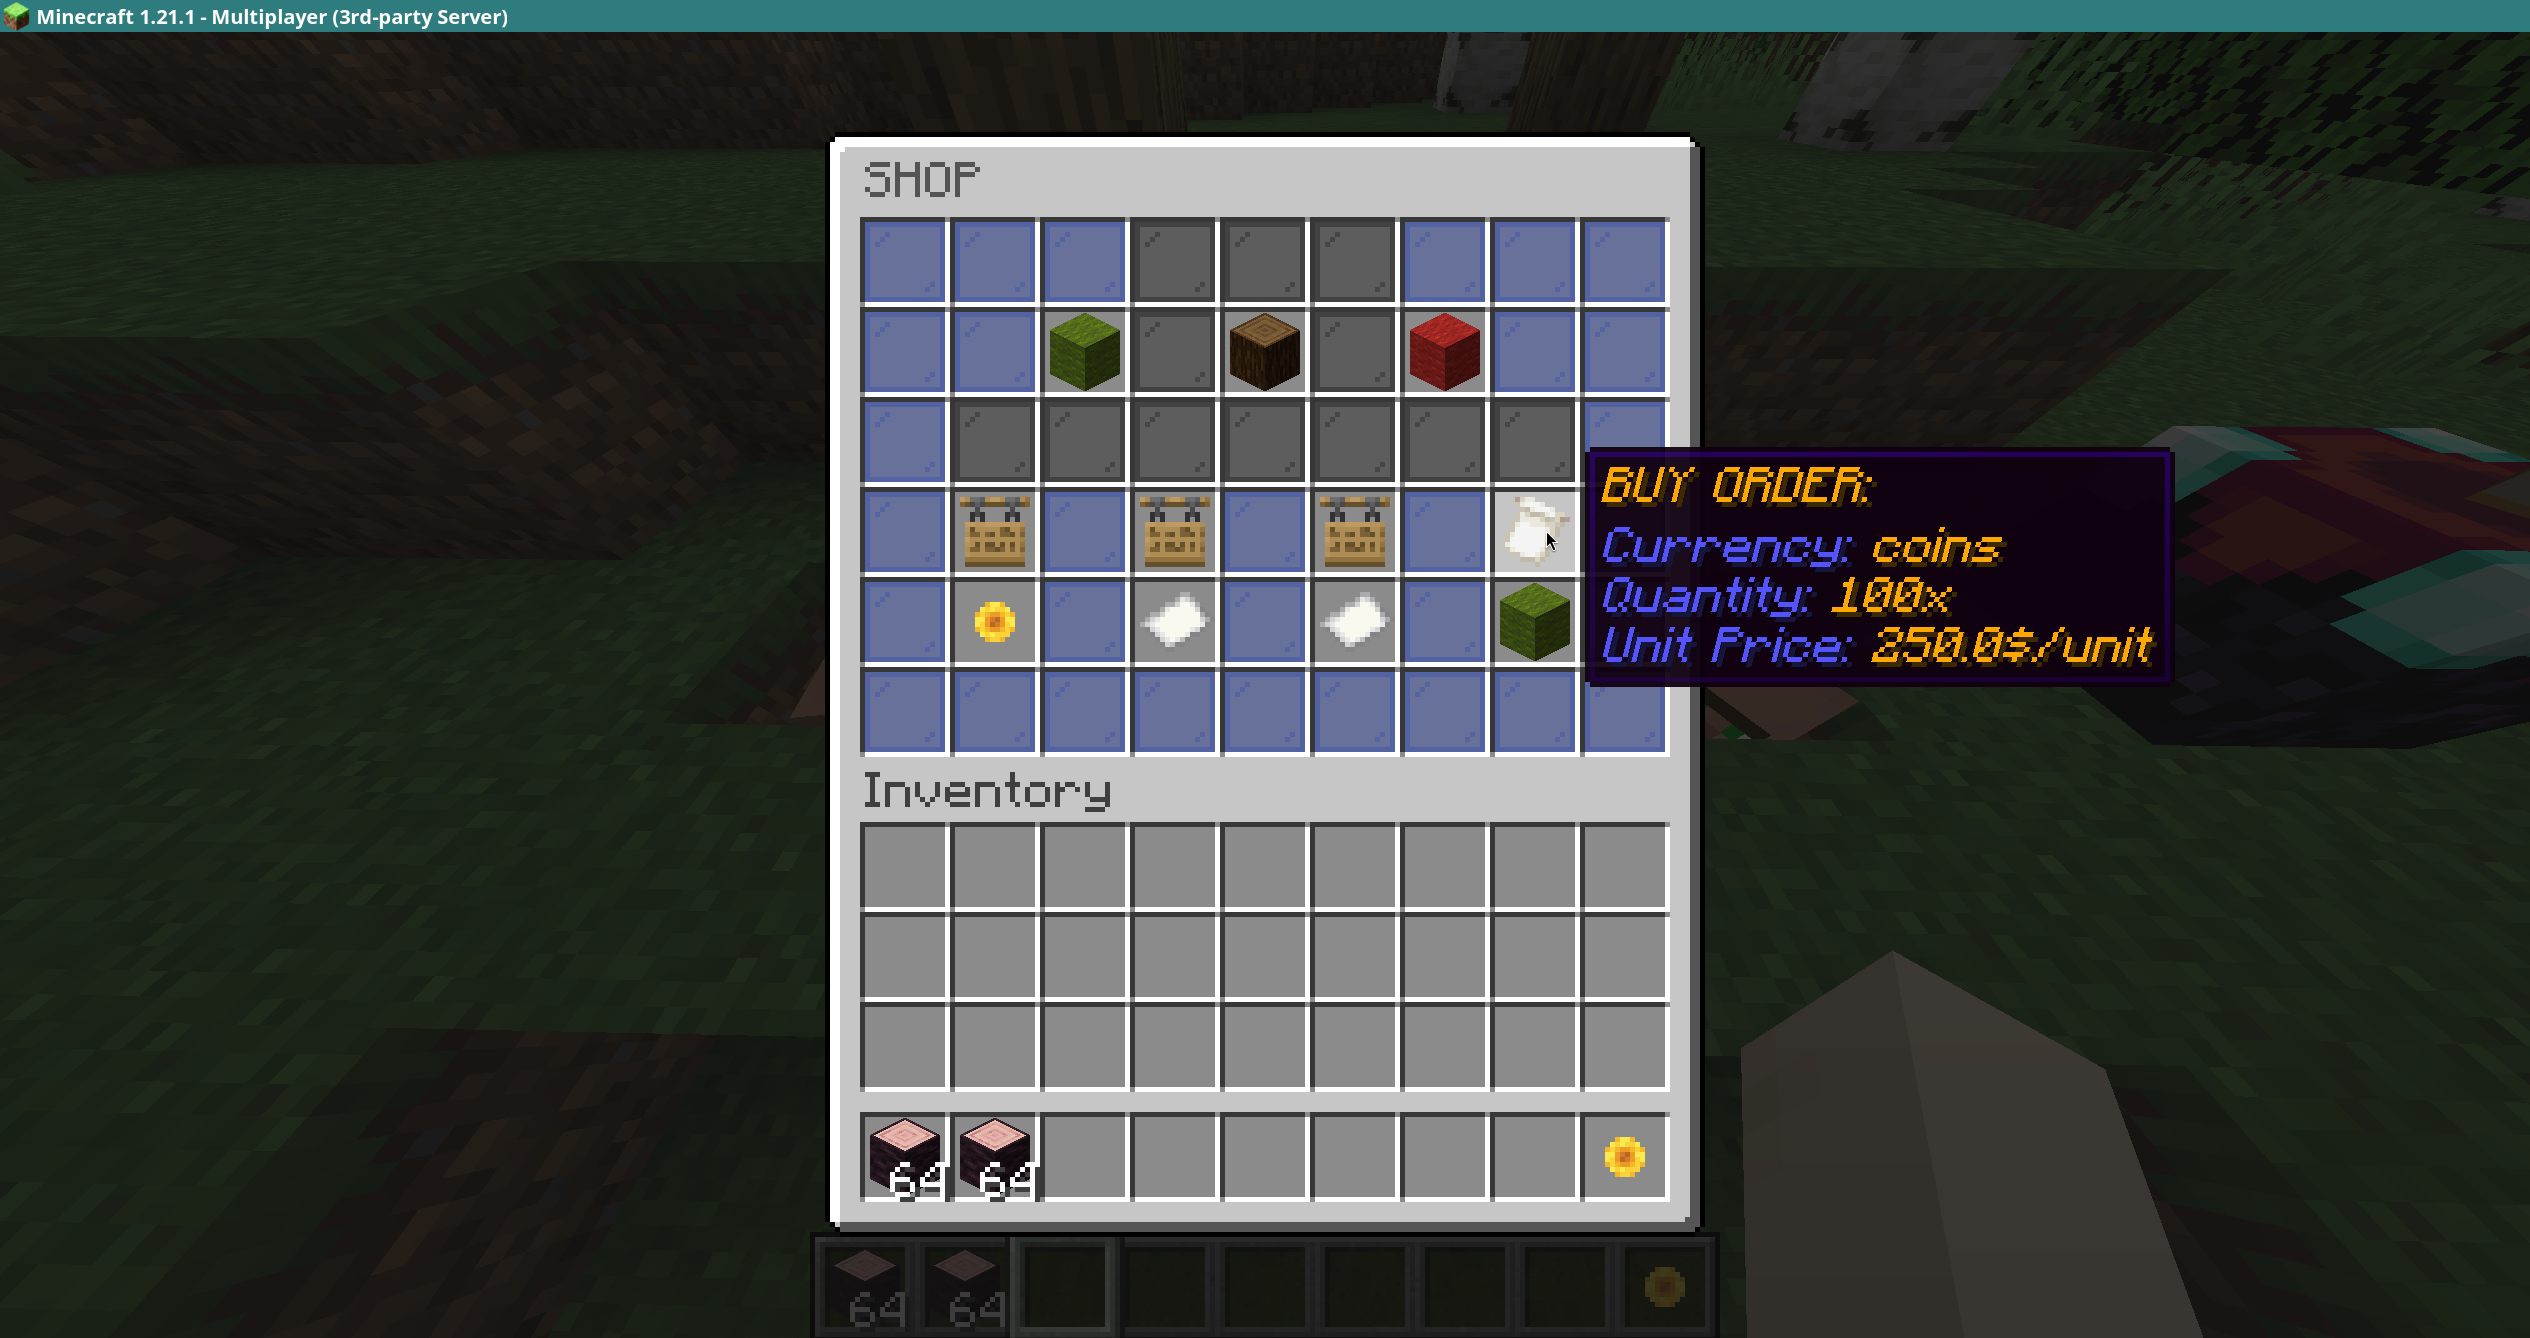 Minecraft 1.21.1 - Multiplayer (3rd-party Server)
SHOP
BUY ORDER:
Currency: coins
Quantity: 100x
Unit Price: 250.0$/unit
Inventory
64 64
64 64